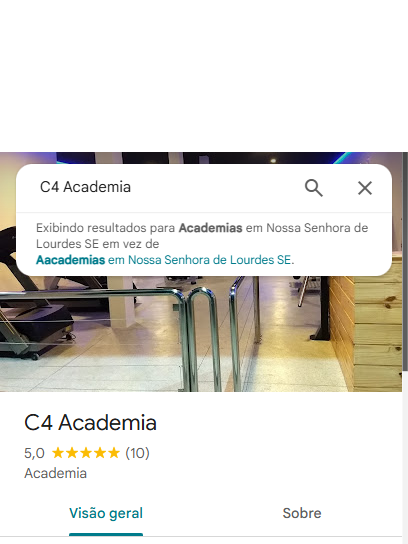 C4 Academia
Exibindo resultados para Academias em Nossa Senhora de
Lourdes SE em vez de
Aacademias em Nossa Senhora de Lourdes SE.
C4 Academia
5,0 ★★★★★ (10)
Academia
Visão geral
Sobre